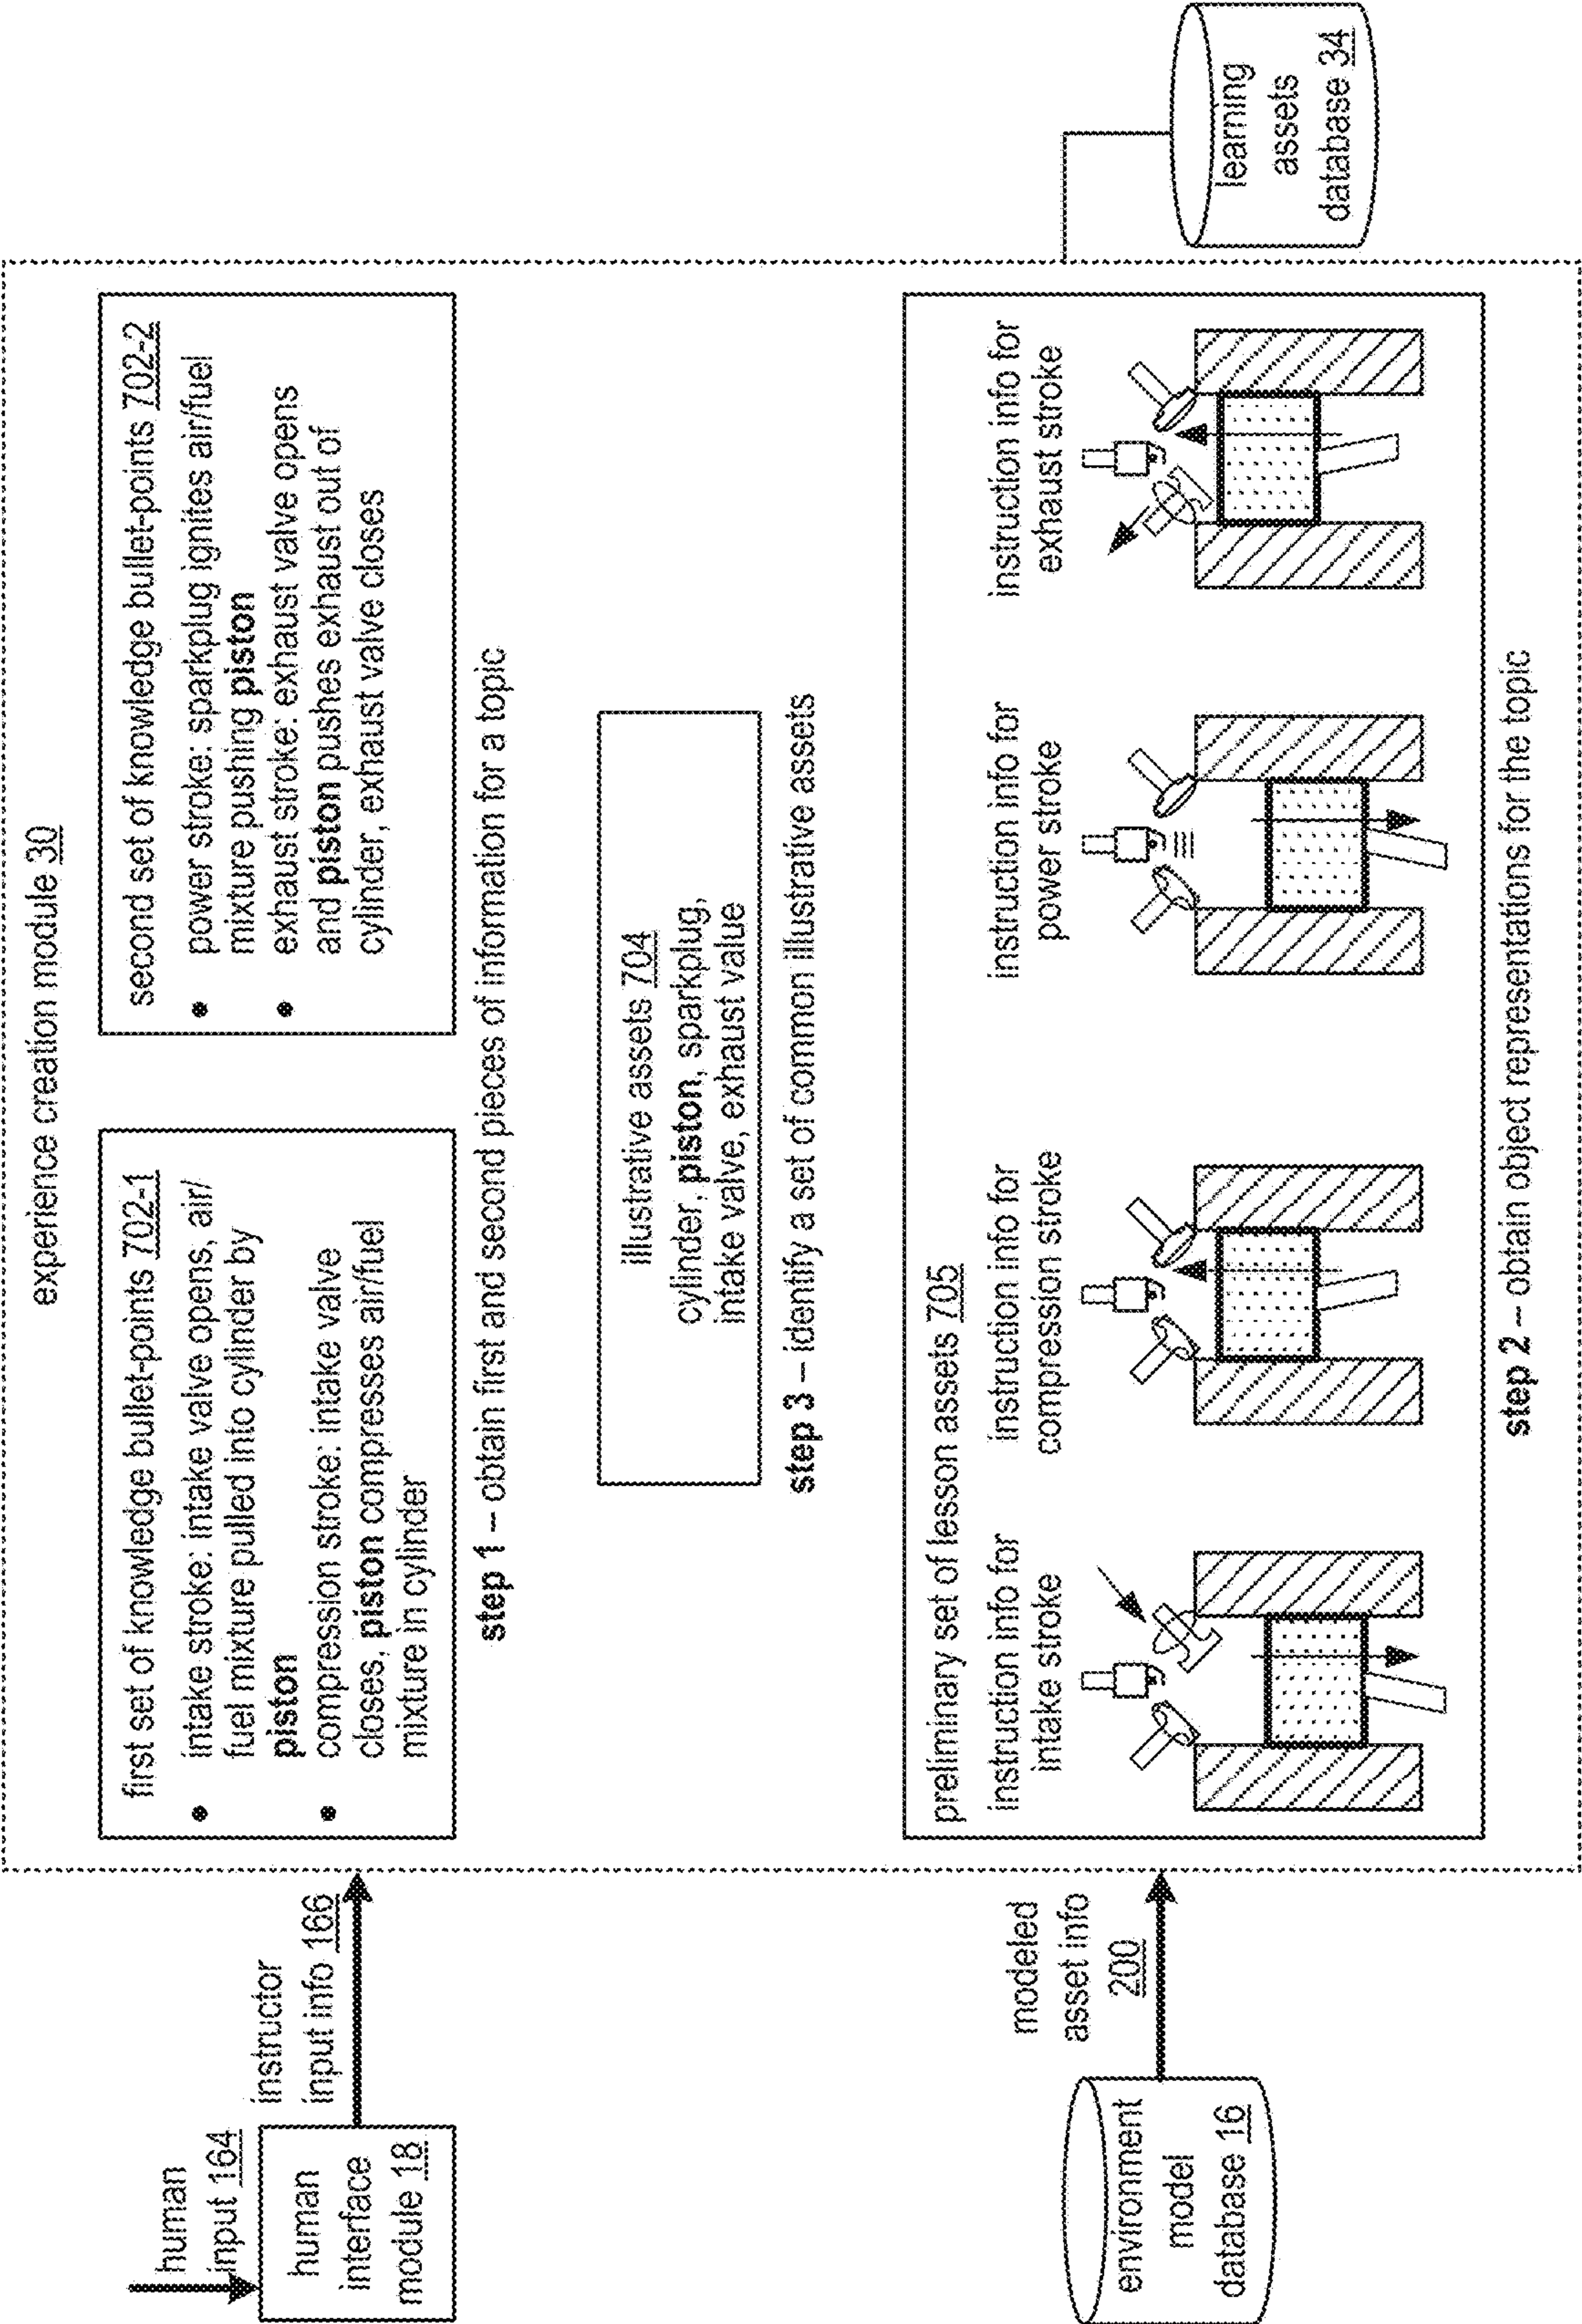 experience creation module 30
human
input 164
human
interface
module 18
instructor
input info 166
first set of knowledge bullet-points 702-1
• intake stroke: intake valve opens, air/
fuel mixture pulled into cylinder by
piston
• compression stroke: intake valve
closes, piston compresses air/fuel
mixture in cylinder
second set of knowledge bullet-points 702-2
• power stroke: sparkplug ignites air/fuel
mixture pushing piston
• exhaust stroke: exhaust valve opens
and piston pushes exhaust out of
cylinder, exhaust valve closes
step 1 – obtain first and second pieces of information for a topic
illustrative assets 704
cylinder, piston, sparkplug,
intake valve, exhaust value
step 3 – identify a set of common illustrative assets
environment
model
database 16
modeled
asset info
200
preliminary set of lesson assets 705
instruction info for
intake stroke
instruction info for
compression stroke
instruction info for
power stroke
instruction info for
exhaust stroke
step 2 – obtain object representations for the topic
learning
assets
database 34